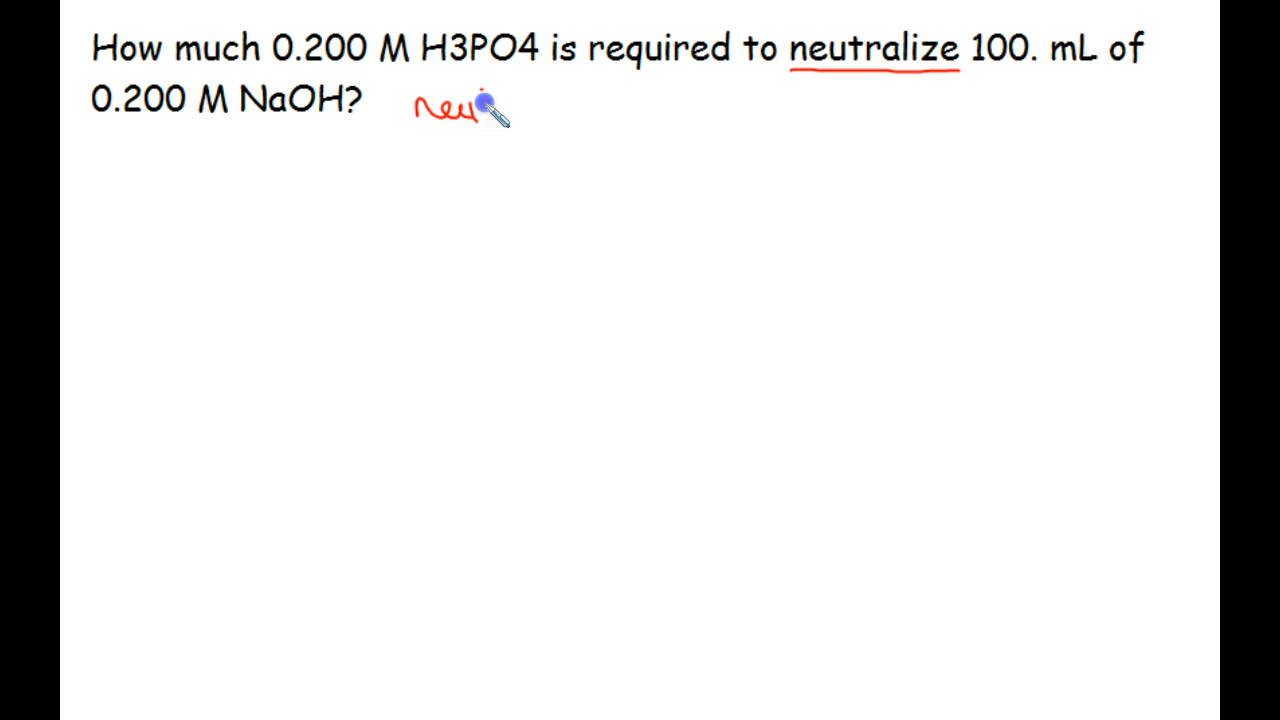 How much 0.200 M H3PO4 is required to neutralize 100. mL of
0.200 M NaOH?